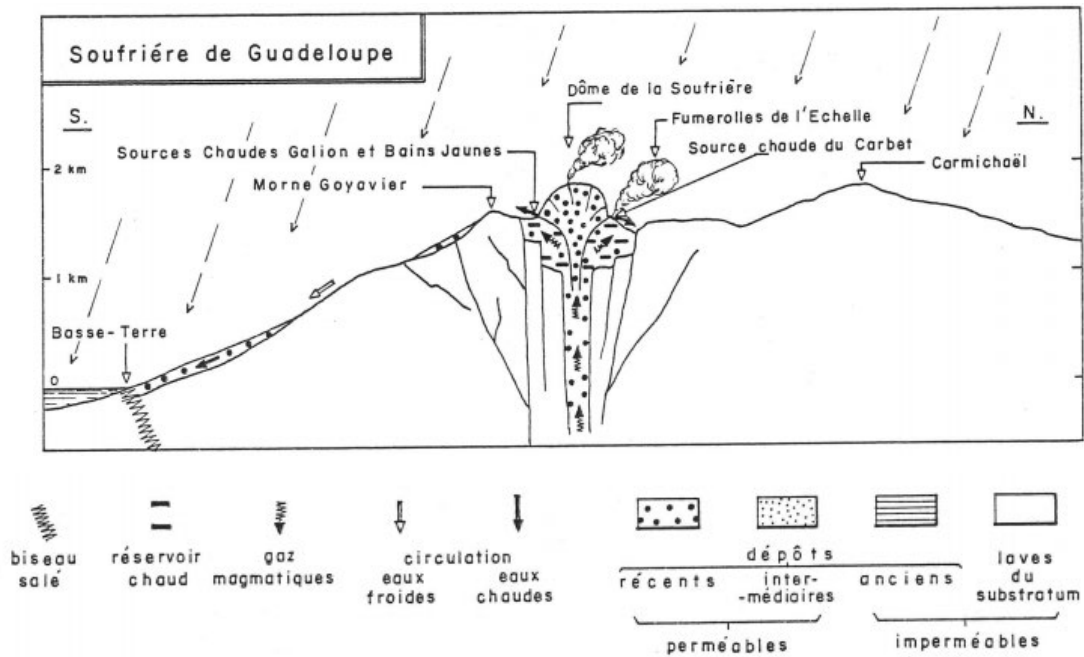 Soufriére de Guadeloupe
S.
N.
Dôme de la Soufrière
Fumerolles de l'Echelle
Sources Chaudes Galion et Bains Jaunes
Source chaude du Carbet
2 km
Morne Goyavier
Carmichaël
1 km
Basse-Terre
0
biseau
salé
réservoir
chaud
gaz
magmatiques
circulation
eaux
froides
eaux
chaudes
dépôts
récents
inter-
-médiaires
anciens
laves
du
substratum
perméables
imperméables